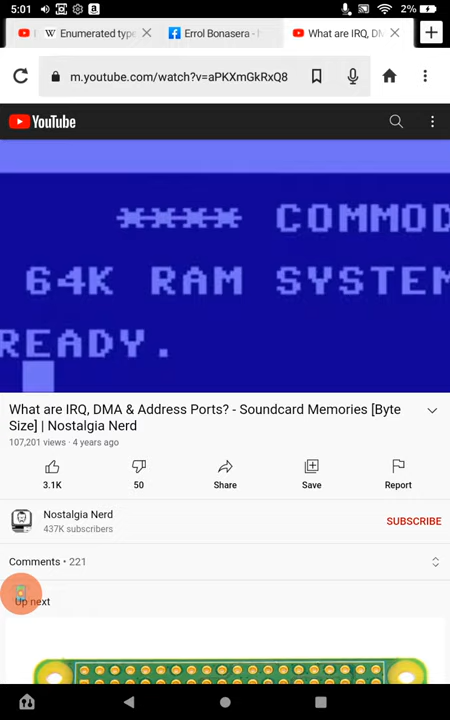 5:01
2%
Enumerated type
Errol Bonasera -
What are IRQ, DM
m.youtube.com/watch?v=aPKXmGkRxQ8
YouTube
**** COMMOD
64K RAM SYSTEM
READY.
What are IRQ, DMA & Address Ports? - Soundcard Memories [Byte
Size] | Nostalgia Nerd
107,201 views · 4 years ago
3.1K
50
Share
Save
Report
Nostalgia Nerd
437K subscribers
SUBSCRIBE
Comments • 221
Up next